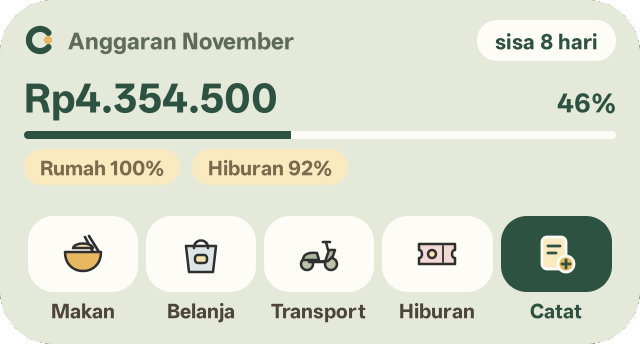 Anggaran November
sisa 8 hari
Rp4.354.500
46%
Rumah 100%
Hiburan 92%
Makan
Belanja
Transport
Hiburan
Catat